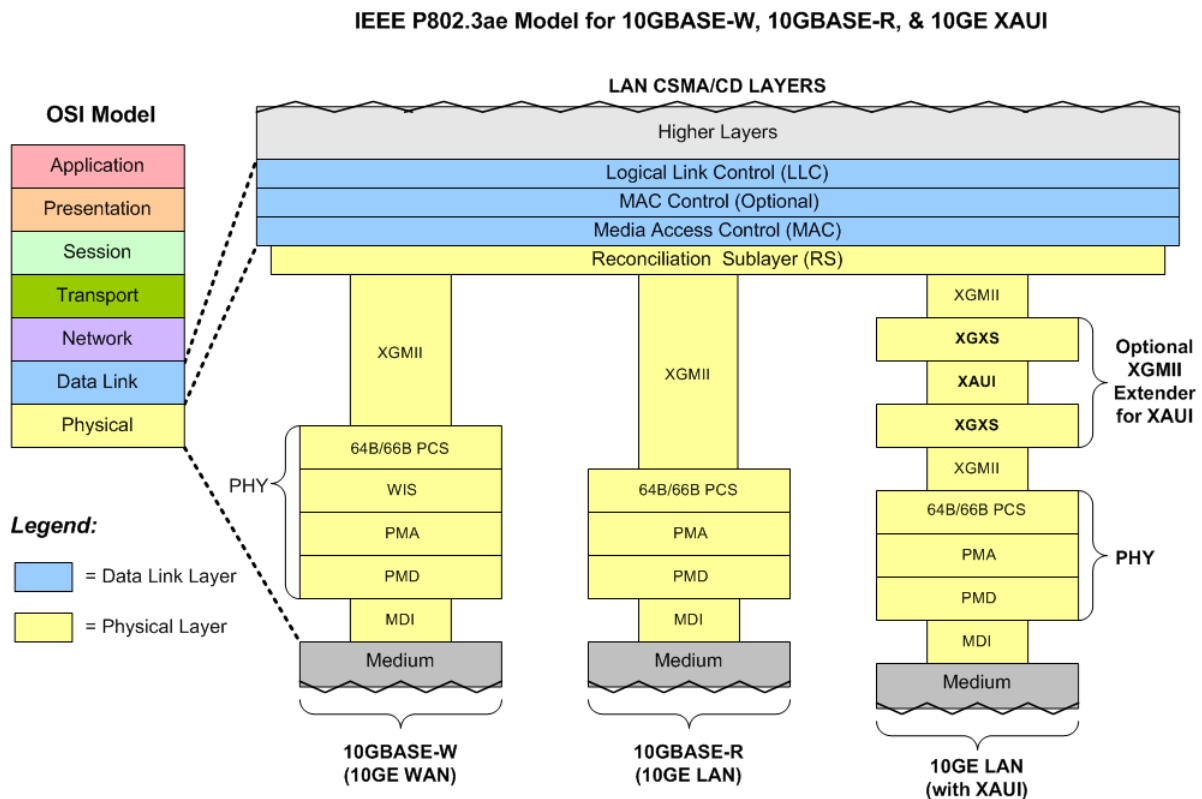 IEEE P802.3ae Model for 10GBASE-W, 10GBASE-R, & 10GE XAUI
OSI Model
Application
Presentation
Session
Transport
Network
Data Link
Physical
Legend:
= Data Link Layer
= Physical Layer
LAN CSMA/CD LAYERS
Higher Layers
Logical Link Control (LLC)
MAC Control (Optional)
Media Access Control (MAC)
Reconciliation Sublayer (RS)
XGMII
PHY
64B/66B PCS
WIS
PMA
PMD
MDI
Medium
10GBASE-W
(10GE WAN)
XGMII
64B/66B PCS
PMA
PMD
MDI
Medium
10GBASE-R
(10GE LAN)
XGMII
XGXS
XAUI
XGXS
Optional
XGMII
Extender
for XAUI
XGMII
64B/66B PCS
PMA
PMD
PHY
MDI
Medium
10GE LAN
(with XAUI)